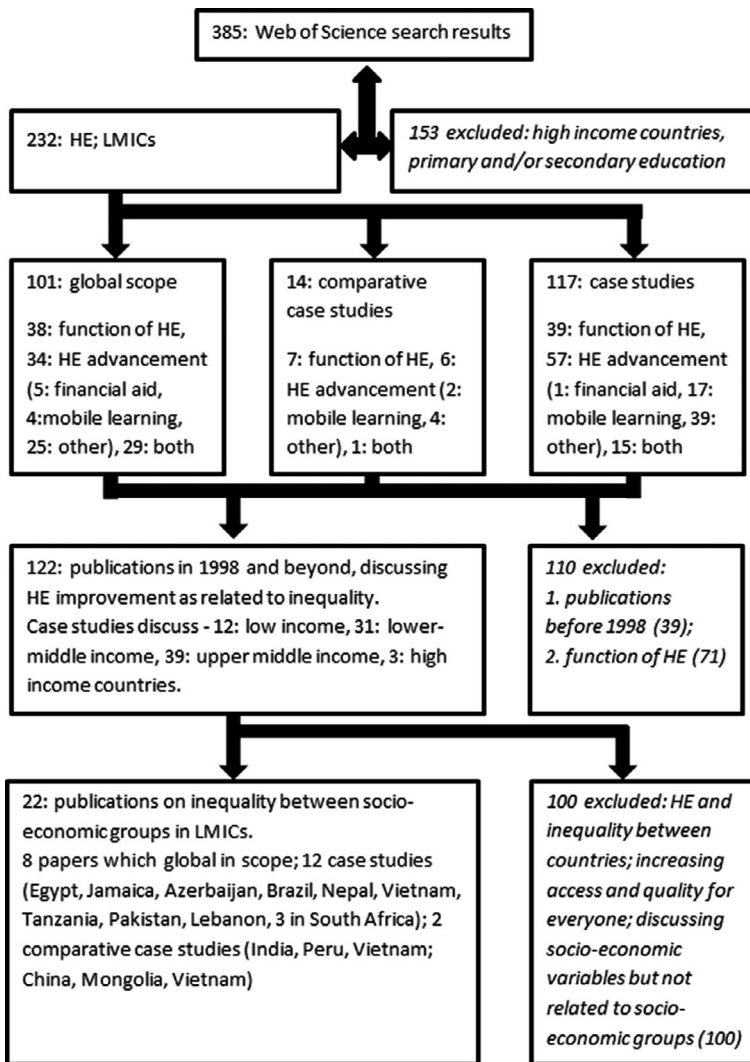 385: Web of Science search results
232: HE; LMICs
153 excluded: high income countries,
primary and/or secondary education
101: global scope
38: function of HE,
34: HE advancement
(5: financial aid,
4:mobile learning,
25: other), 29: both
14: comparative
case studies
7: function of HE, 6:
HE advancement (2:
mobile learning, 4:
other), 1: both
117: case studies
39: function of HE,
57: HE advancement
(1: financial aid, 17:
mobile learning, 39:
other), 15: both
122: publications in 1998 and beyond, discussing
HE improvement as related to inequality.
Case studies discuss - 12: low income, 31: lower-
middle income, 39: upper middle income, 3: high
income countries.
110 excluded:
1. publications
before 1998 (39);
2. function of HE (71)
22: publications on inequality between socio-
economic groups in LMICs.
8 papers which global in scope; 12 case studies
(Egypt, Jamaica, Azerbaijan, Brazil, Nepal, Vietnam,
Tanzania, Pakistan, Lebanon, 3 in South Africa); 2
comparative case studies (India, Peru, Vietnam;
China, Mongolia, Vietnam)
100 excluded: HE and
inequality between
countries; increasing
access and quality for
everyone; discussing
socio-economic
variables but not
related to socio-
economic groups (100)